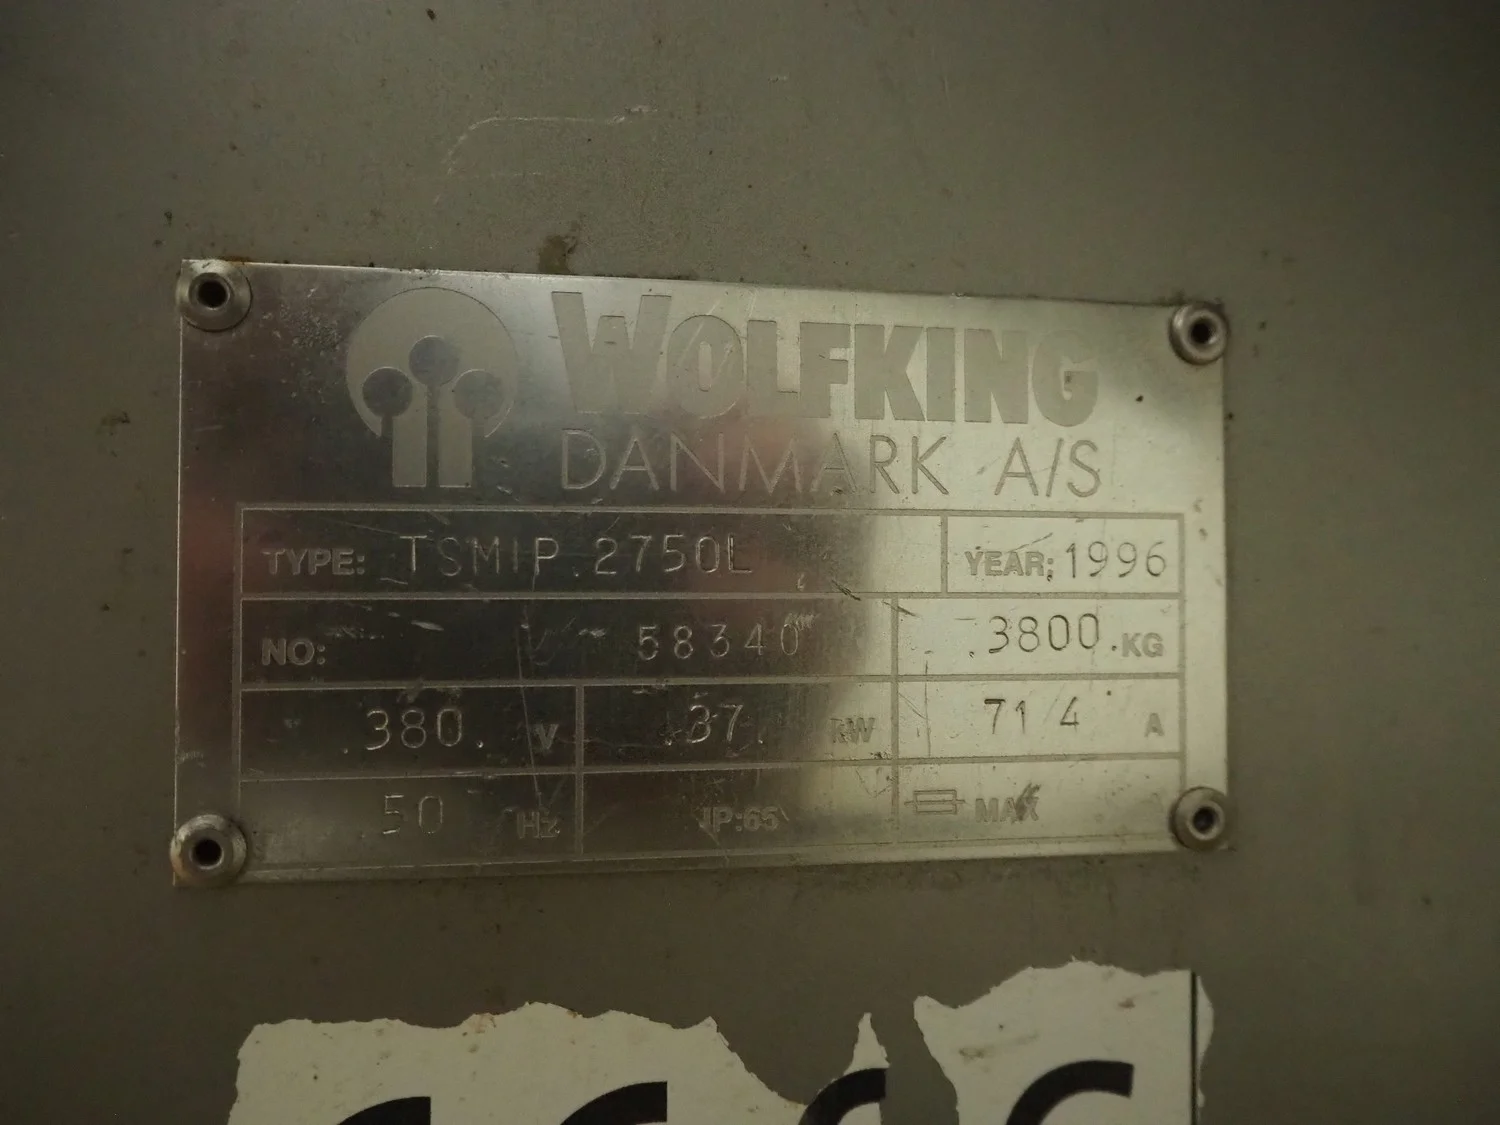 WOLFKING
DANMARK A/S
TYPE: TSMIP.2750L YEAR: 1996
NO: 58340 .3800.KG
.380. V .37. KW 71 4 A
50 Hz IP:65 MAX